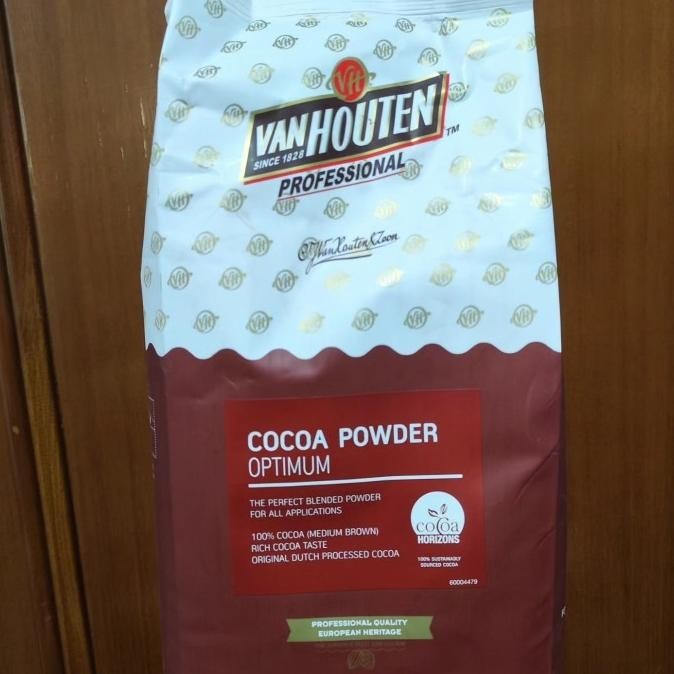 VH
VAN HOUTEN TM
SINCE 1828
PROFESSIONAL
COCOA POWDER
OPTIMUM
THE PERFECT BLENDED POWDER
FOR ALL APPLICATIONS
100% COCOA (MEDIUM BROWN)
RICH COCOA TASTE
ORIGINAL DUTCH PROCESSED COCOA
cocoa
HORIZONS
100% SUSTAINABLY
SOURCED COCOA
60004479
PROFESSIONAL QUALITY
EUROPEAN HERITAGE